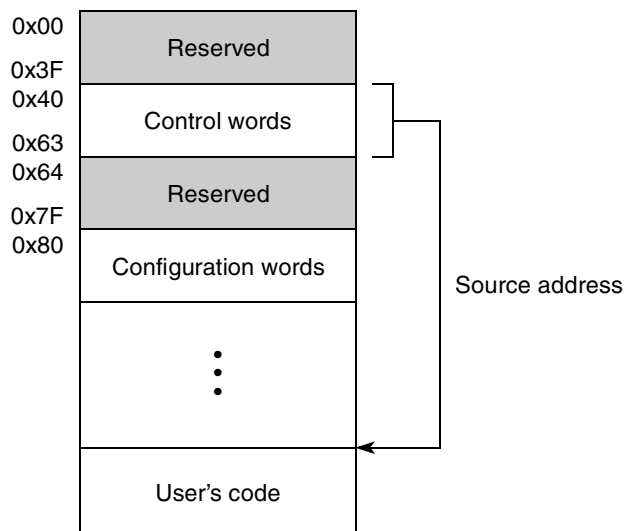 0x00
Reserved
0x3F
0x40
Control words
0x63
0x64
Reserved
0x7F
0x80
Configuration words
Source address
User's code